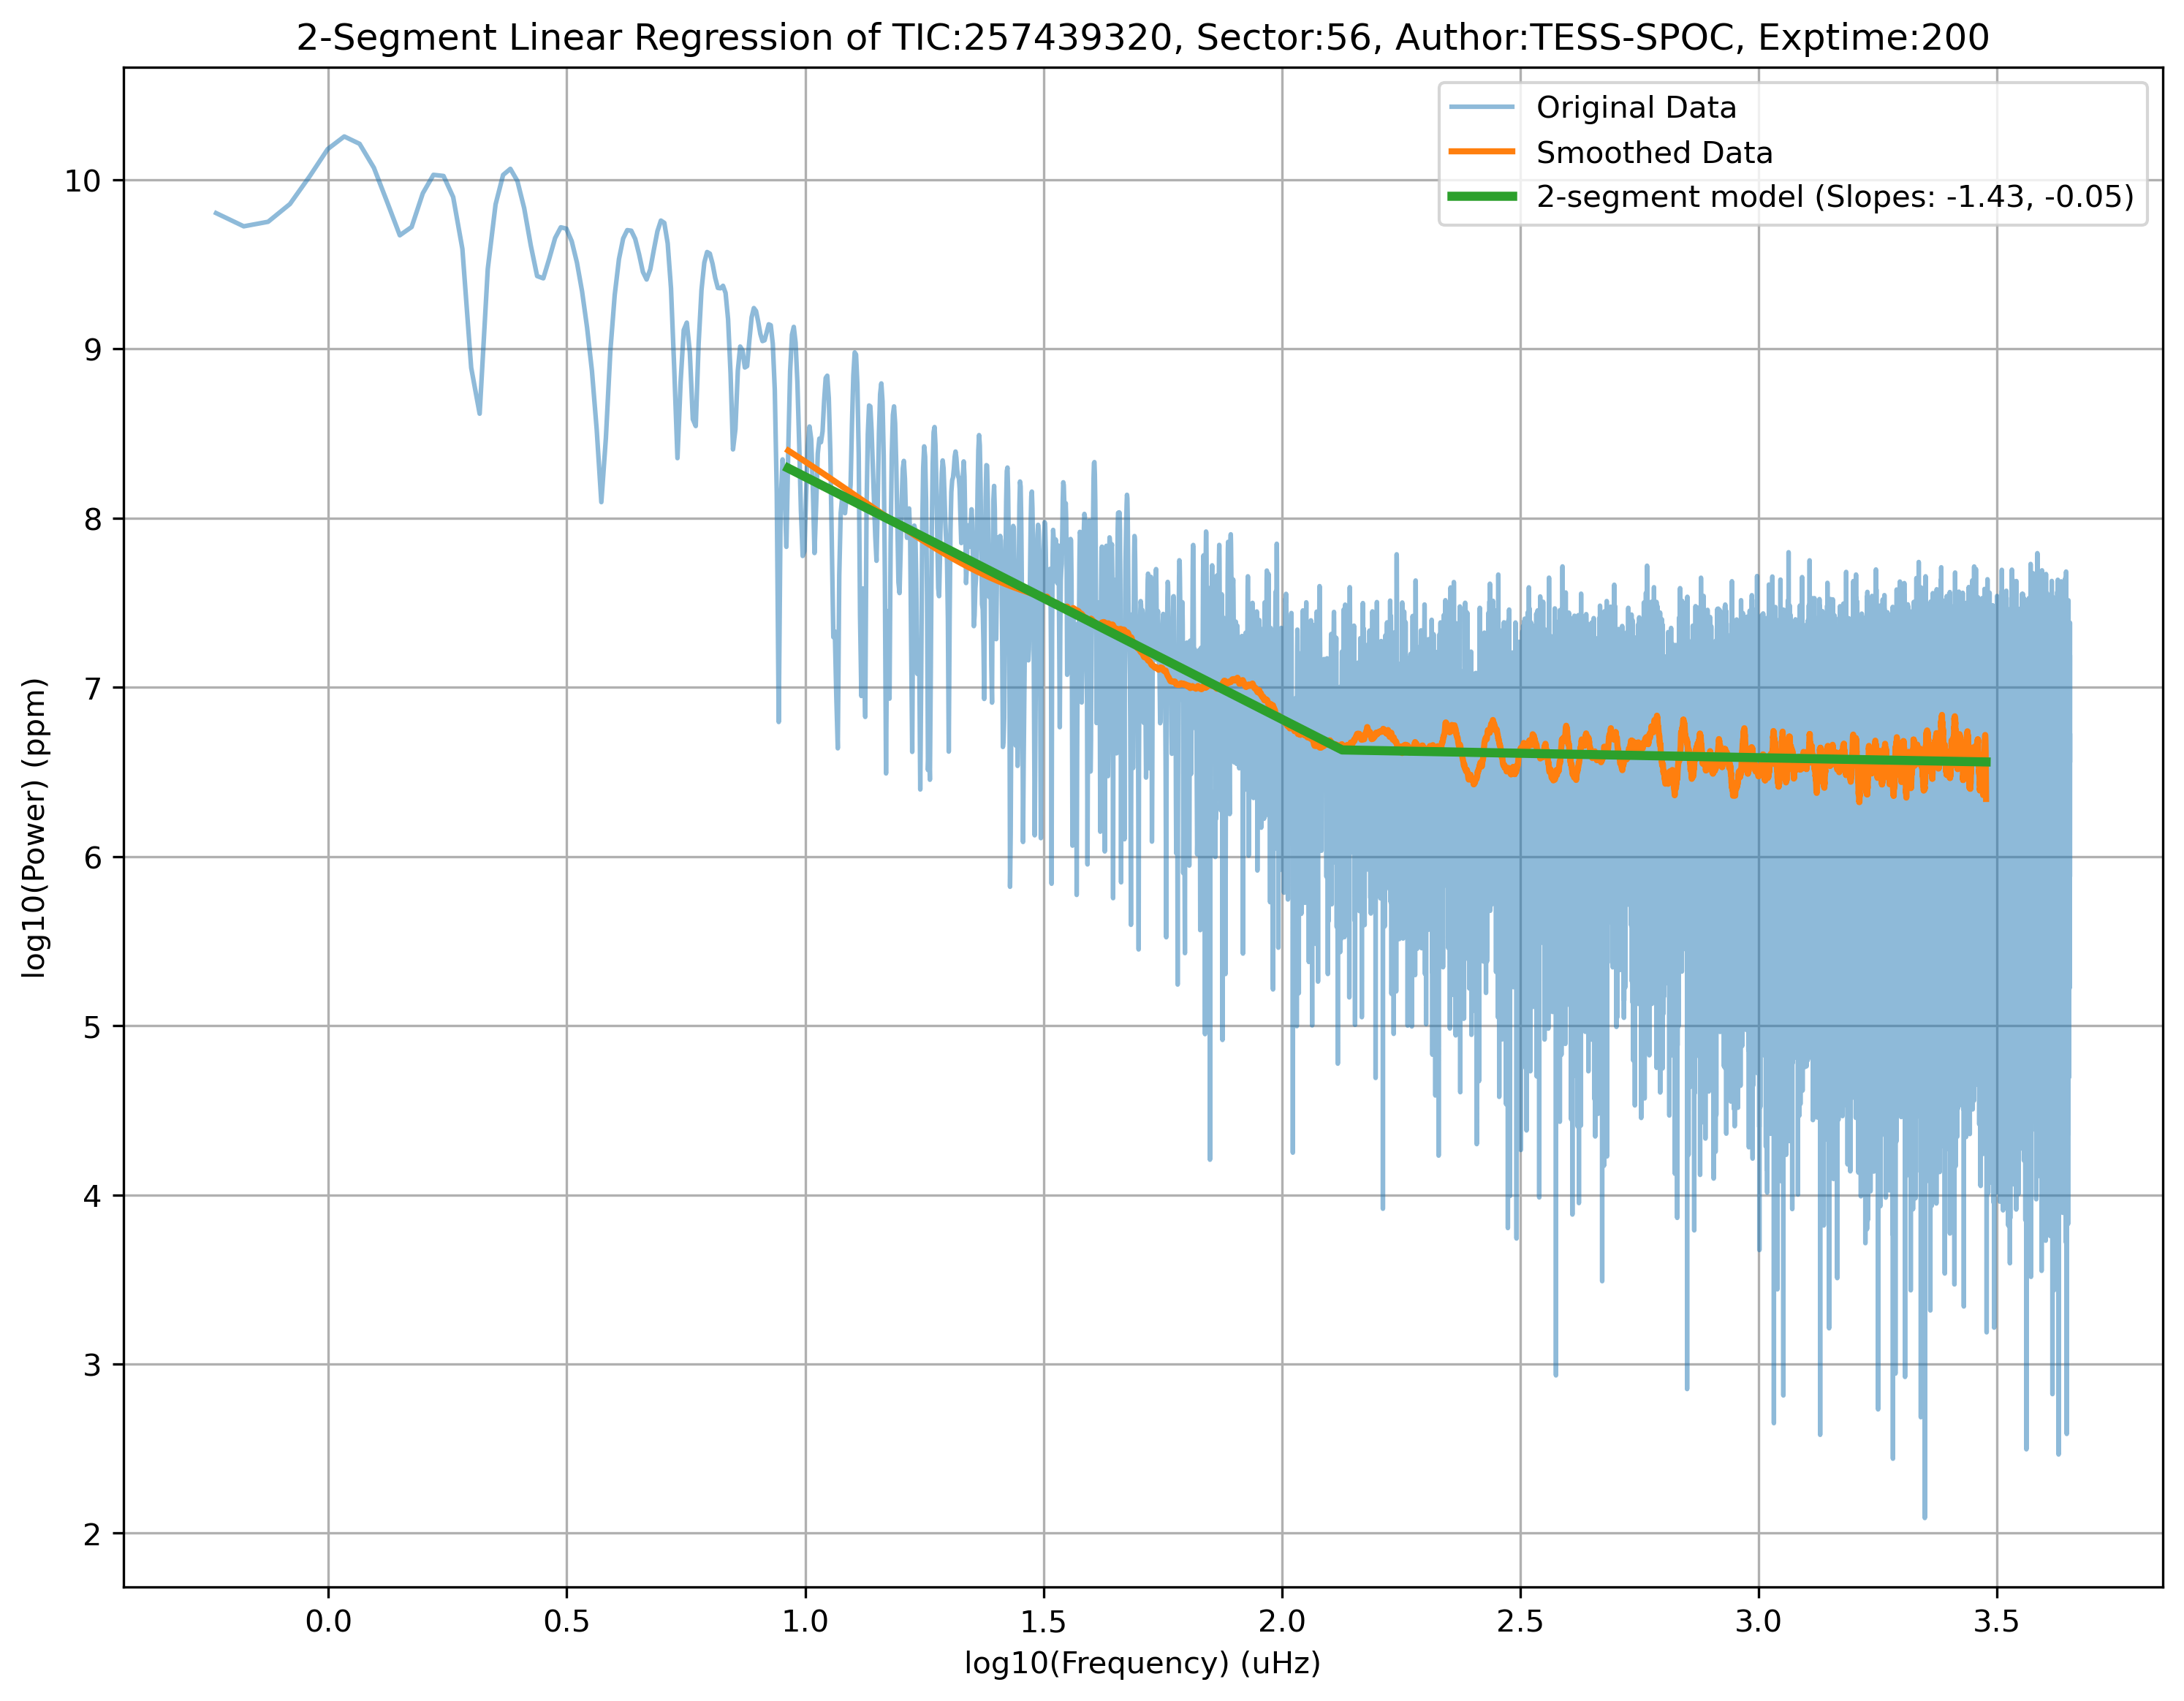 2-Segment Linear Regression of TIC:257439320, Sector:56, Author:TESS-SPOC, Exptime:200
Original Data
Smoothed Data
2-segment model (Slopes: -1.43, -0.05)
log10(Power) (ppm)
10
9
8
7
6
5
4
3
2
0.0 0.5 1.0 1.5 2.0 2.5 3.0 3.5
log10(Frequency) (uHz)